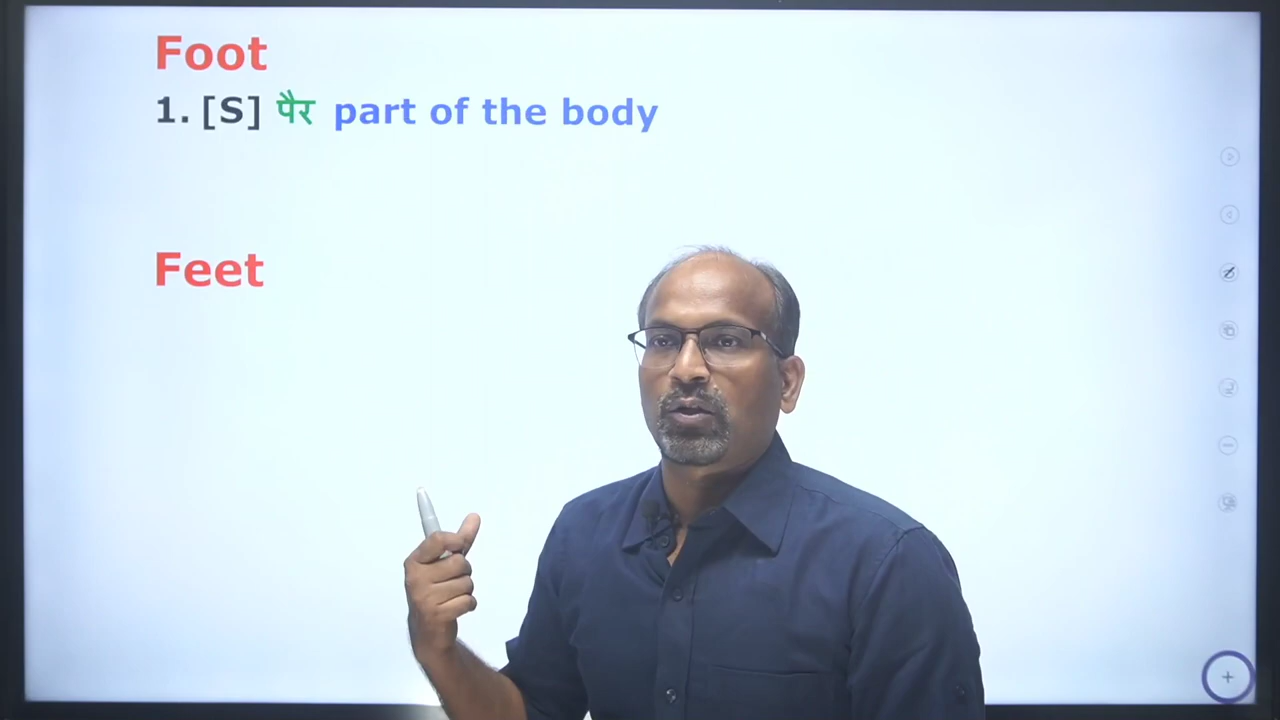 Foot
1. [S] पैर part of the body
Feet